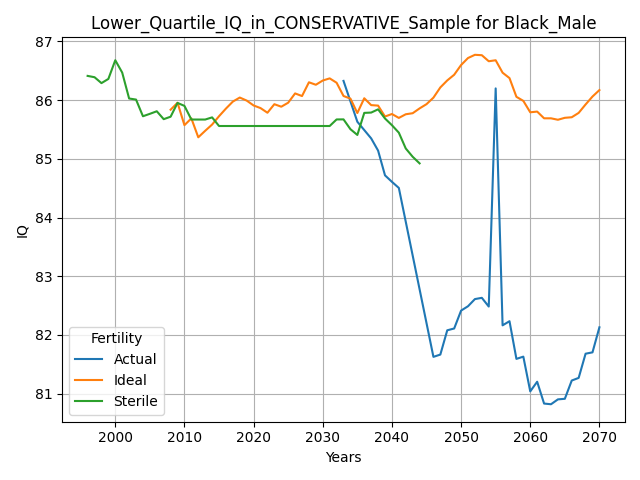 Lower_Quartile_IQ_in_CONSERVATIVE_Sample for Black_Male
87
86
85
84
83
82
81
IQ
Fertility
Actual
Ideal
Sterile
2000 2010 2020 2030 2040 2050 2060 2070
Years